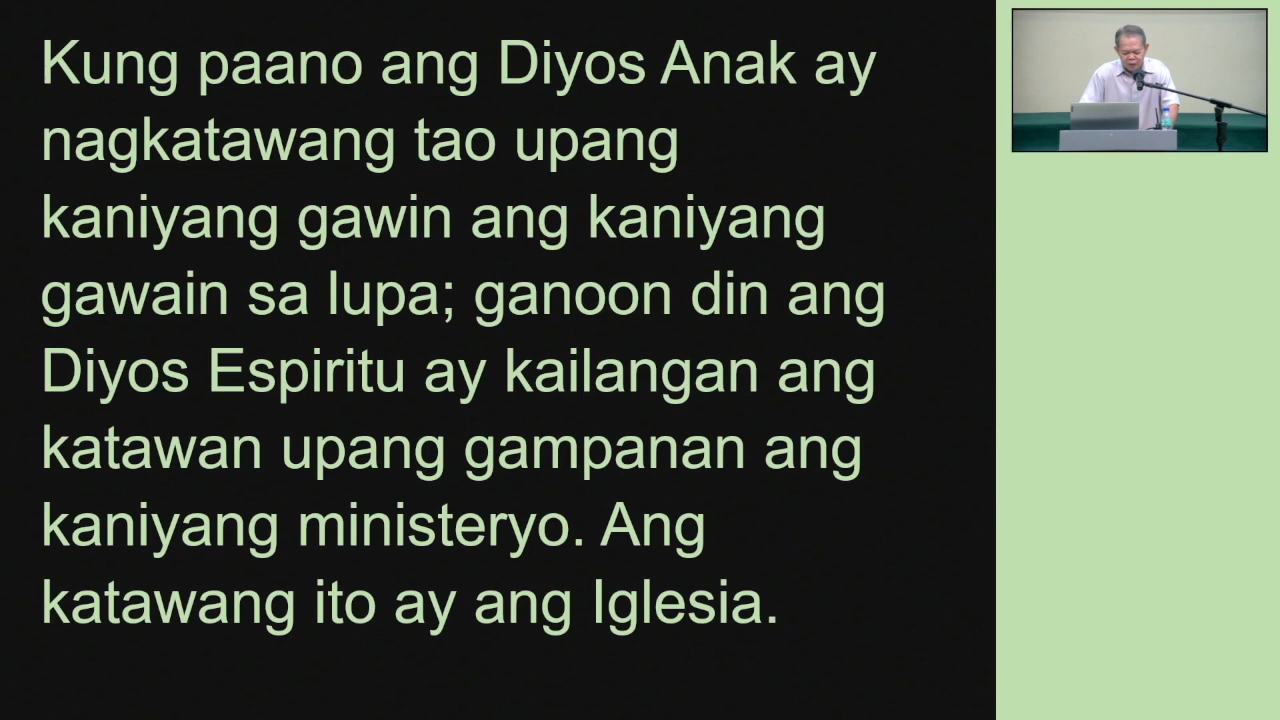 Kung paano ang Diyos Anak ay
nagkatawang tao upang
kaniyang gawin ang kaniyang
gawain sa lupa; ganoon din ang
Diyos Espiritu ay kailangan ang
katawan upang gampanan ang
kaniyang ministeryo. Ang
katawang ito ay ang Iglesia.